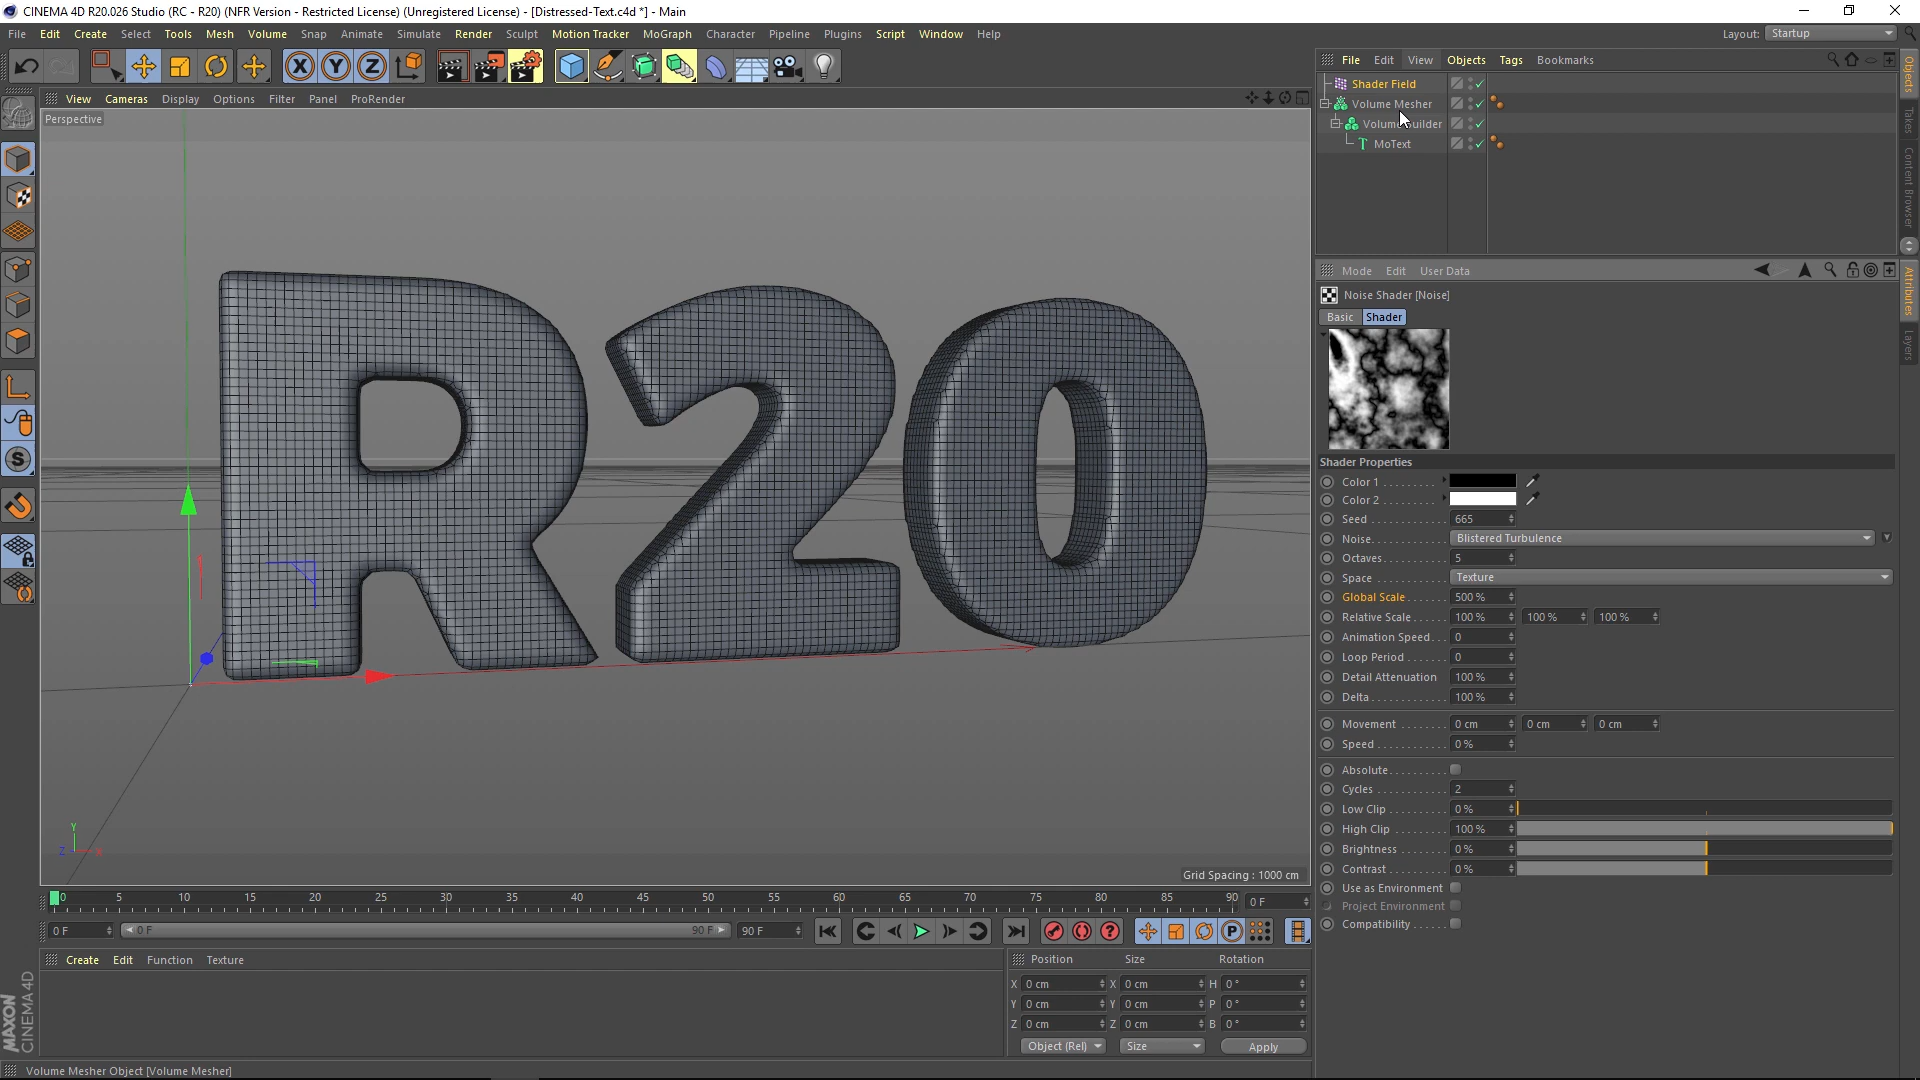 CINEMA 4D R20.026 Studio (RC - R20) (NFR Version - Restricted License) (Unregistered License) - [Distressed-Text.c4d *] - Main
File Edit Create Select Tools Mesh Volume Snap Animate Simulate Render Sculpt Motion Tracker MoGraph Character Pipeline Plugins Script Window Help
Layout: Startup
File Edit View Objects Tags Bookmarks
View Cameras Display Options Filter Panel ProRender
Perspective
Shader Field
Volume Mesher
Volume Builder
MoText
Objects
Takes
Content Browser
Attributes
Layers
Mode Edit User Data
Noise Shader [Noise]
Basic Shader
Shader Properties
Color 1
Color 2
Seed 665
Noise Blistered Turbulence
Octaves 5
Space Texture
Global Scale 500 %
Relative Scale 100 % 100 % 100 %
Animation Speed 0
Loop Period 0
Detail Attenuation 100 %
Delta 100 %
Movement 0 cm 0 cm 0 cm
Speed 0 %
Absolute
Cycles 2
Low Clip 0 %
High Clip 100 %
Brightness 0 %
Contrast 0 %
Use as Environment
Project Environment
Compatibility
R20
Y
Z X
Grid Spacing : 1000 cm
0 5 10 15 20 25 30 35 40 45 50 55 60 65 70 75 80 85 90 0 F
0 F 0 F 90 F 90 F
Create Edit Function Texture
Position Size Rotation
X 0 cm X 0 cm H 0 °
Y 0 cm Y 0 cm P 0 °
Z 0 cm Z 0 cm B 0 °
Object (Rel) Size Apply
MAXON
CINEMA 4D
Volume Mesher Object [Volume Mesher]